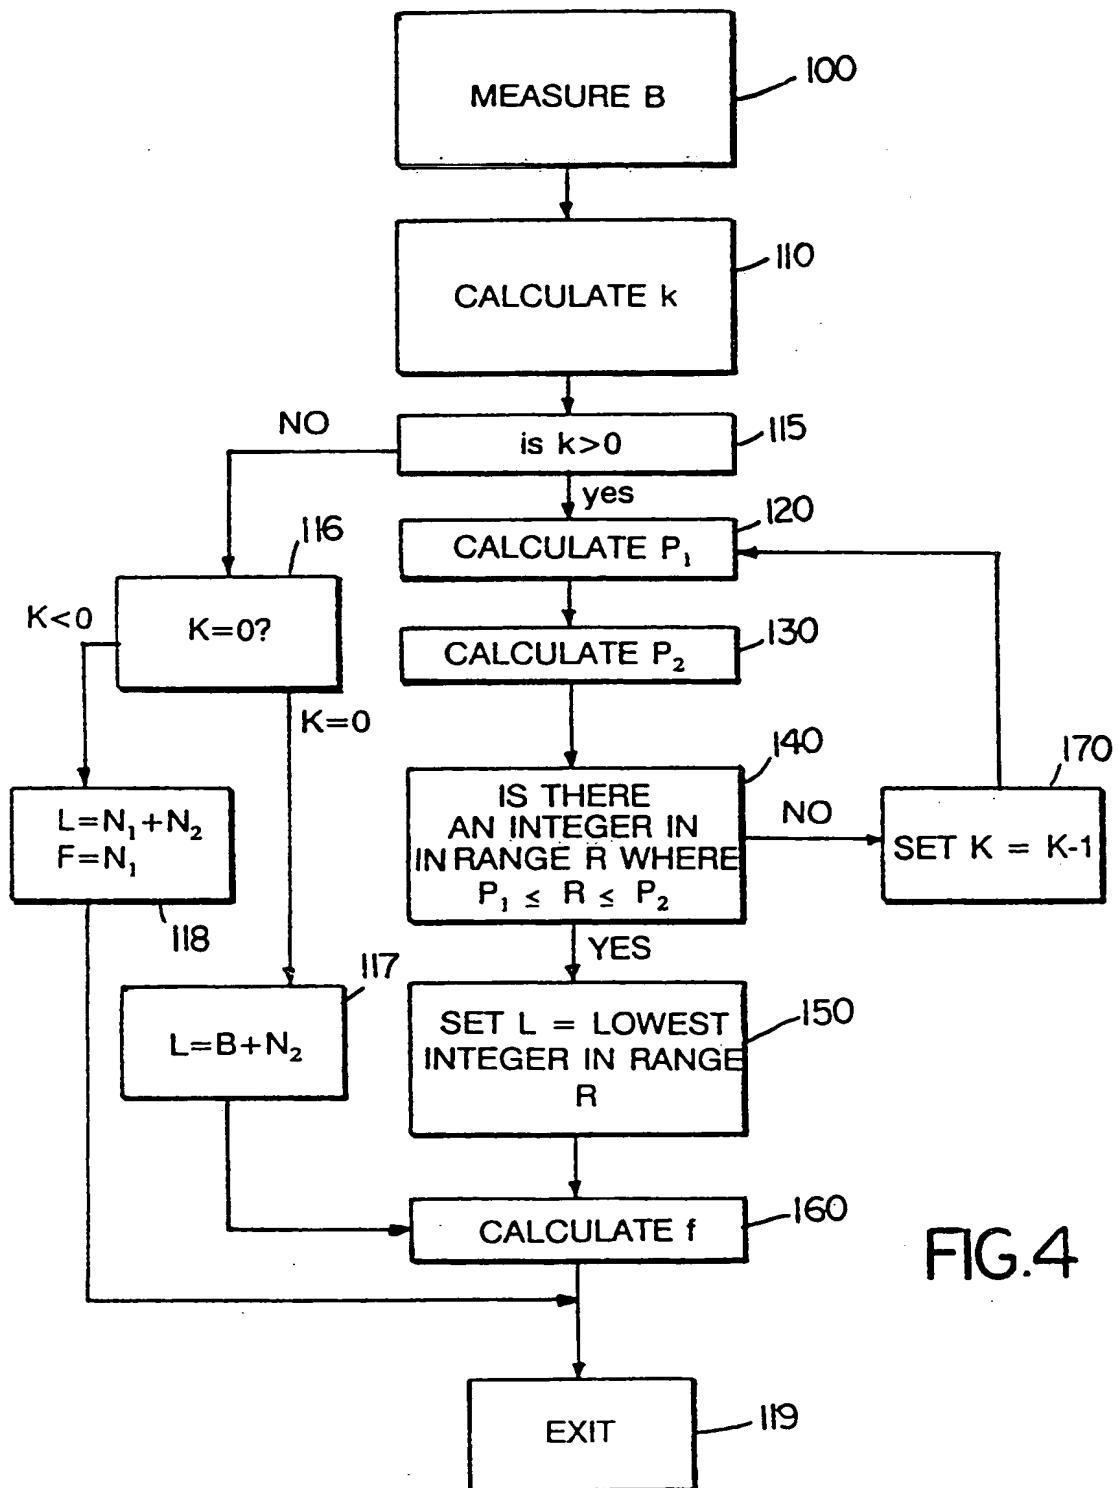 MEASURE B
100
CALCULATE k
110
NO
is k>0
115
yes
CALCULATE P₁
120
116
K<0
K=0?
CALCULATE P₂
130
K=0
L=N₁+N₂
F=N₁
118
IS THERE
AN INTEGER IN
IN RANGE R WHERE
P₁ ≤ R ≤ P₂
140
NO
170
SET K = K-1
YES
117
L=B+N₂
SET L = LOWEST
INTEGER IN RANGE
R
150
CALCULATE f
160
FIG.4
EXIT
119